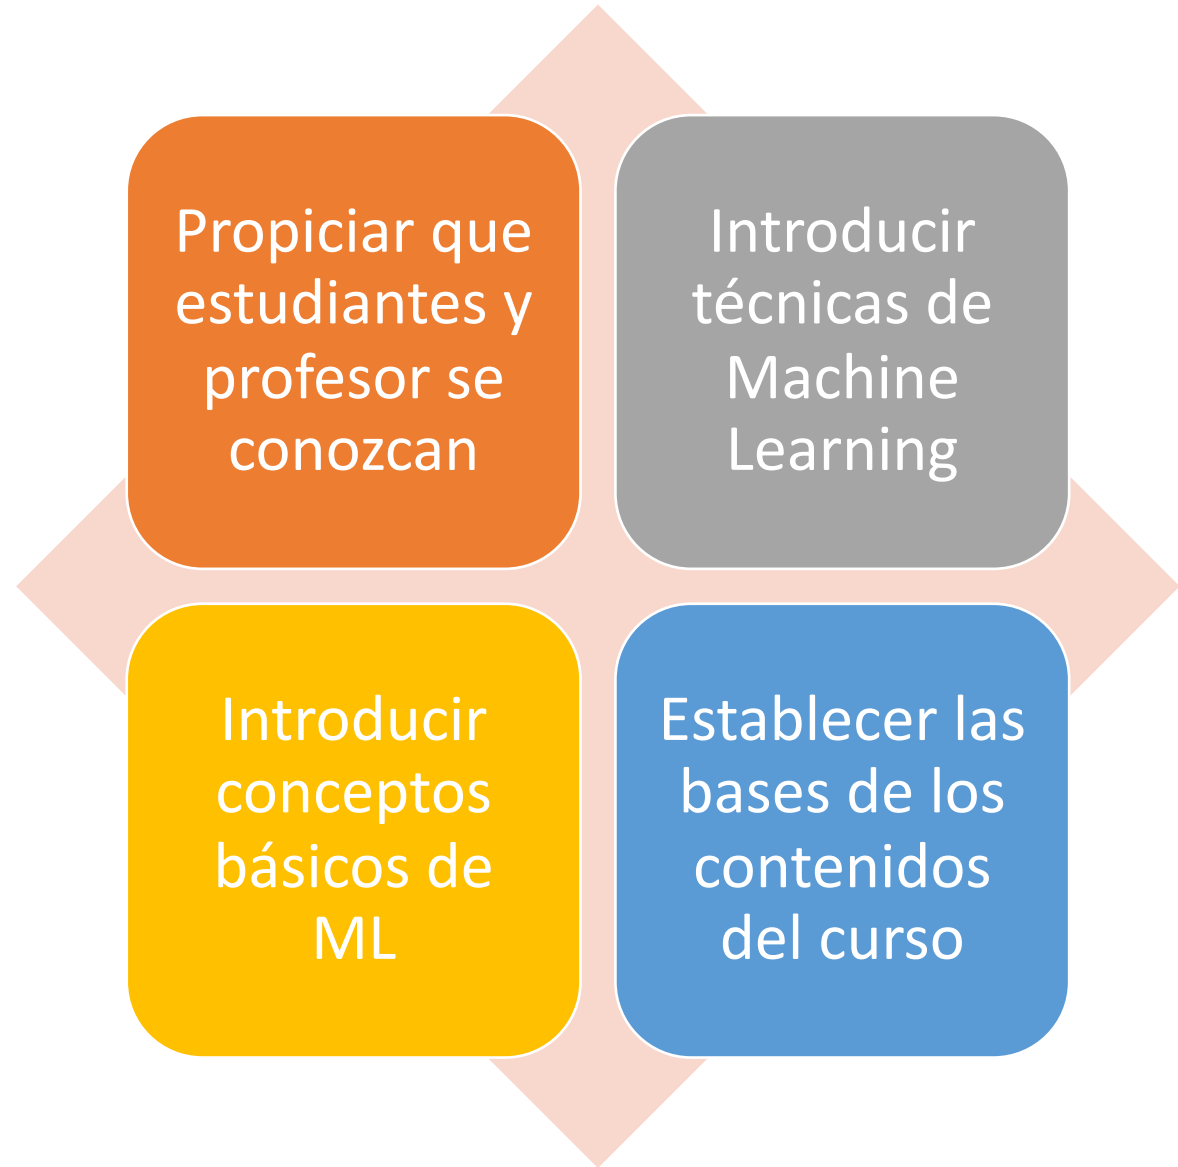 Propiciar que
estudiantes y
profesor se
conozcan
Introducir
técnicas de
Machine
Learning
Introducir
conceptos
básicos de
ML
Establecer las
bases de los
contenidos
del curso